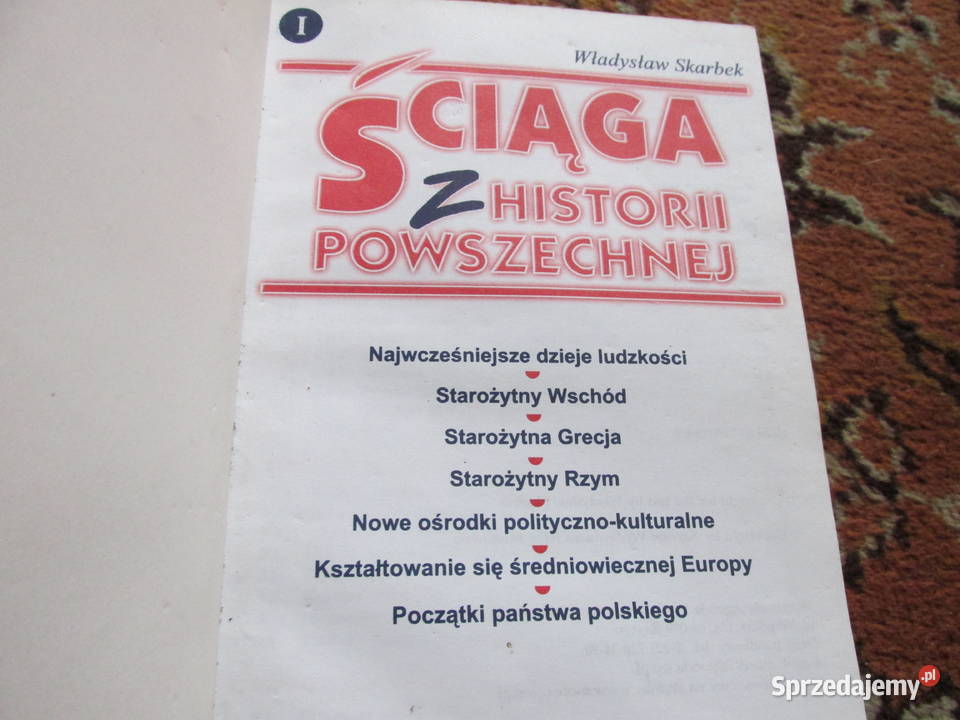 I
Władysław Skarbek
ŚCIĄGA
Z HISTORII
POWSZECHNEJ
Najwcześniejsze dzieje ludzkości
Starożytny Wschód
Starożytna Grecja
Starożytny Rzym
Nowe ośrodki polityczno-kulturalne
Kształtowanie się średniowiecznej Europy
Początki państwa polskiego
Sprzedajemy.pl